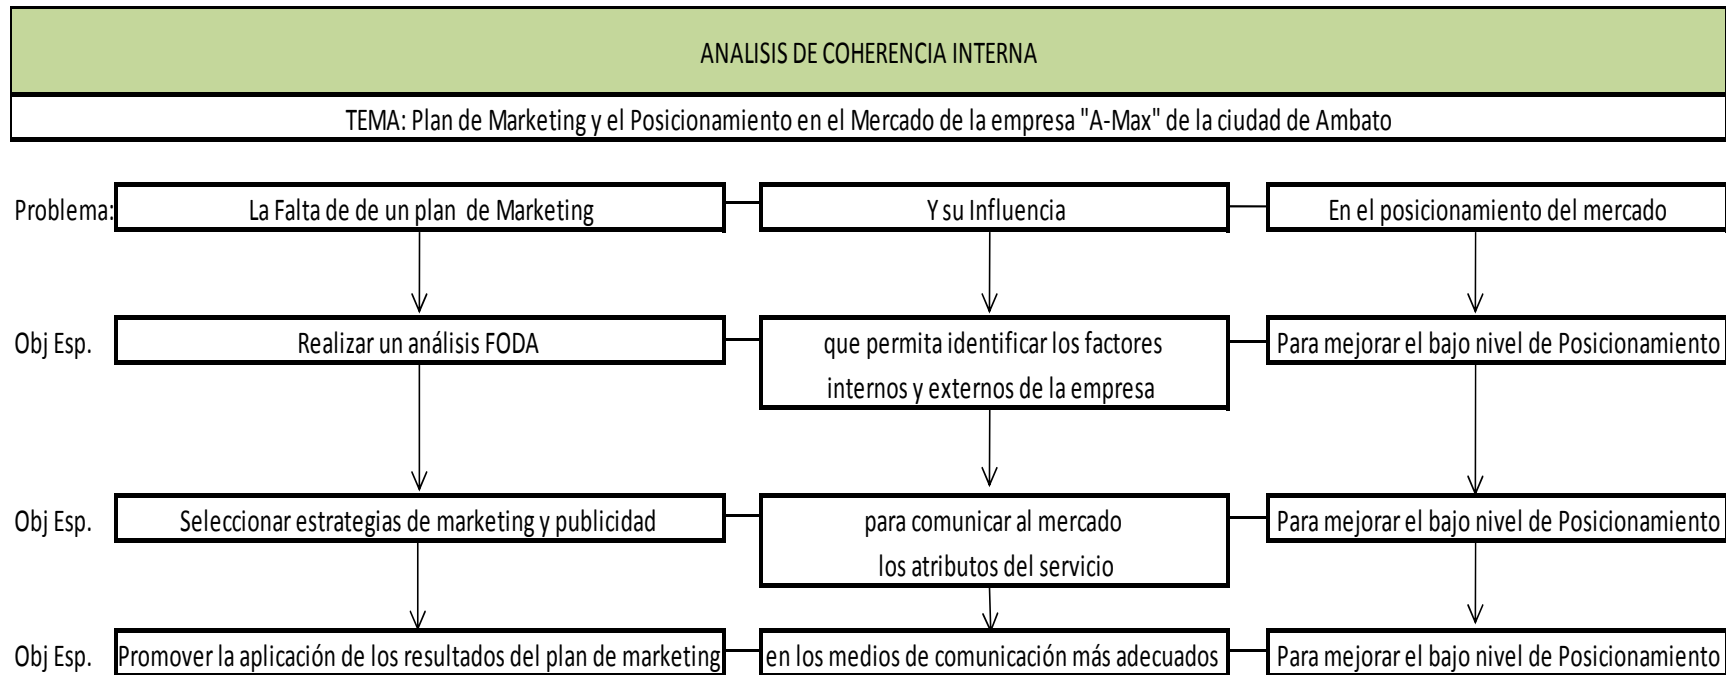 ANALISIS DE COHERENCIA INTERNA
TEMA: Plan de Marketing y el Posicionamiento en el Mercado de la empresa "A-Max" de la ciudad de Ambato
Problema: La Falta de de un plan de Marketing Y su Influencia En el posicionamiento del mercado
Obj Esp. Realizar un análisis FODA que permita identificar los factores Para mejorar el bajo nivel de Posicionamiento
internos y externos de la empresa
Obj Esp. Seleccionar estrategias de marketing y publicidad para comunicar al mercado Para mejorar el bajo nivel de Posicionamiento
los atributos del servicio
Obj Esp. Promover la aplicación de los resultados del plan de marketing en los medios de comunicación más adecuados Para mejorar el bajo nivel de Posicionamiento